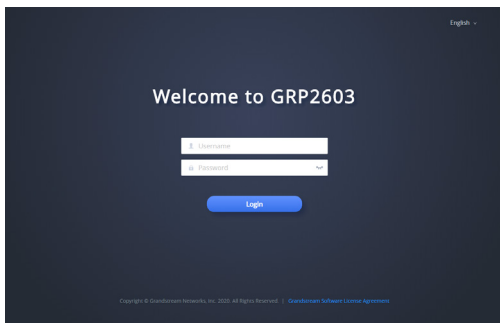 English
Welcome to GRP2603
Username
Password
Login
Copyright © Grandstream Networks, Inc. 2020. All Rights Reserved. | Grandstream Software License Agreement